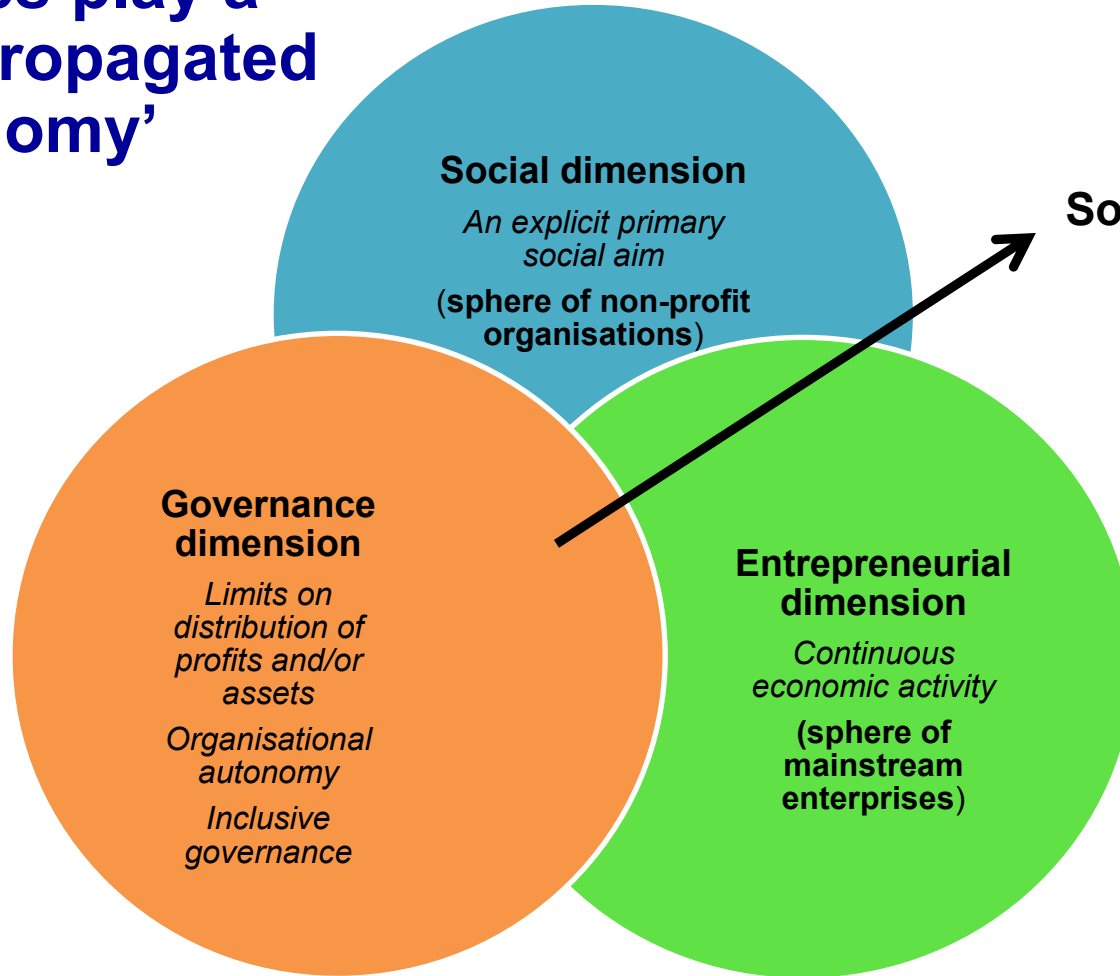 play a
ropagated
omy’
Social dimension
An explicit primary
social aim
(sphere of non-profit
organisations)
So
Governance
dimension
Limits on
distribution of
profits and/or
assets
Organisational
autonomy
Inclusive
governance
Entrepreneurial
dimension
Continuous
economic activity
(sphere of
mainstream
enterprises)